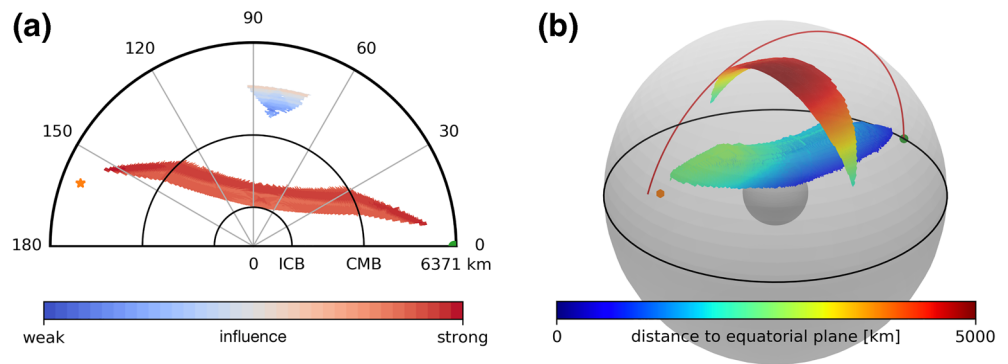 (a)
90
120
60
150
30
180
0
0 ICB CMB 6371 km
weak influence strong
(b)
0 distance to equatorial plane [km] 5000